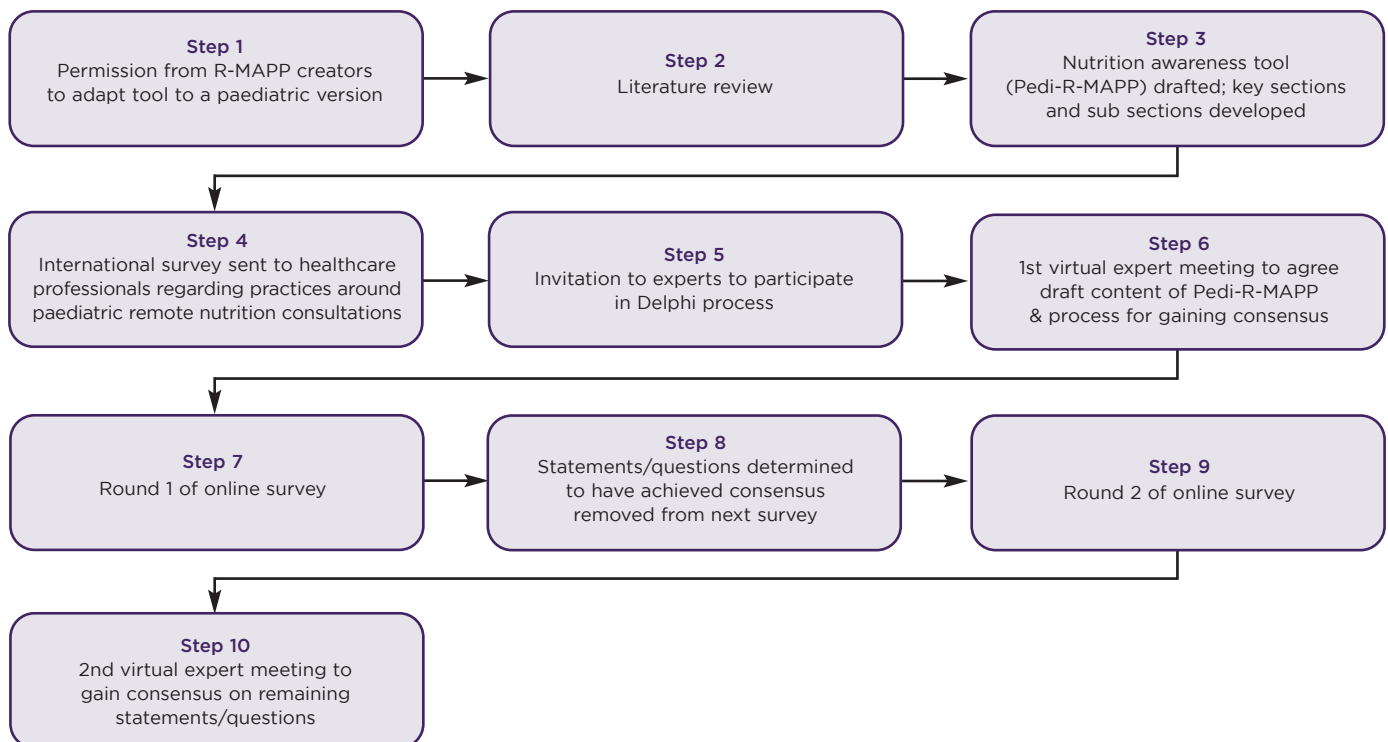 Step 1
Permission from R-MAPP creators
to adapt tool to a paediatric version
Step 2
Literature review
Step 3
Nutrition awareness tool
(Pedi-R-MAPP) drafted; key sections
and sub sections developed
Step 4
International survey sent to healthcare
professionals regarding practices around
paediatric remote nutrition consultations
Step 5
Invitation to experts to participate
in Delphi process
Step 6
1st virtual expert meeting to agree
draft content of Pedi-R-MAPP
& process for gaining consensus
Step 7
Round 1 of online survey
Step 8
Statements/questions determined
to have achieved consensus
removed from next survey
Step 9
Round 2 of online survey
Step 10
2nd virtual expert meeting to
gain consensus on remaining
statements/questions